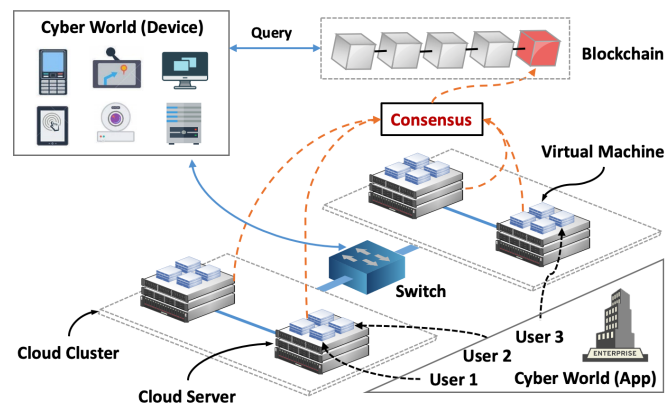 Cyber World (Device)
Query
Blockchain
Consensus
Virtual Machine
Switch
User 3
ENTERPRISE
Cloud Cluster
User 2
User 1
Cyber World (App)
Cloud Server